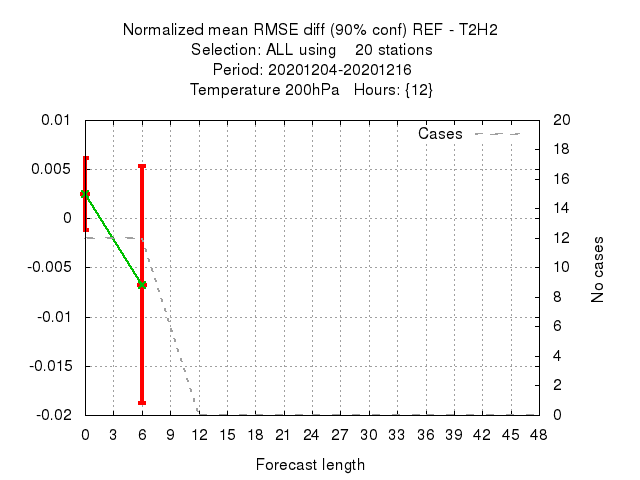 Normalized mean RMSE diff (90% conf) REF - T2H2
Selection: ALL using    20 stations
Period: 20201204-20201216
Temperature 200hPa   Hours: {12}
Cases
0.01
0.005
0
-0.005
-0.01
-0.015
-0.02
20
18
16
14
12
10
8
6
4
2
0
No cases
0 3 6 9 12 15 18 21 24 27 30 33 36 39 42 45 48
Forecast length